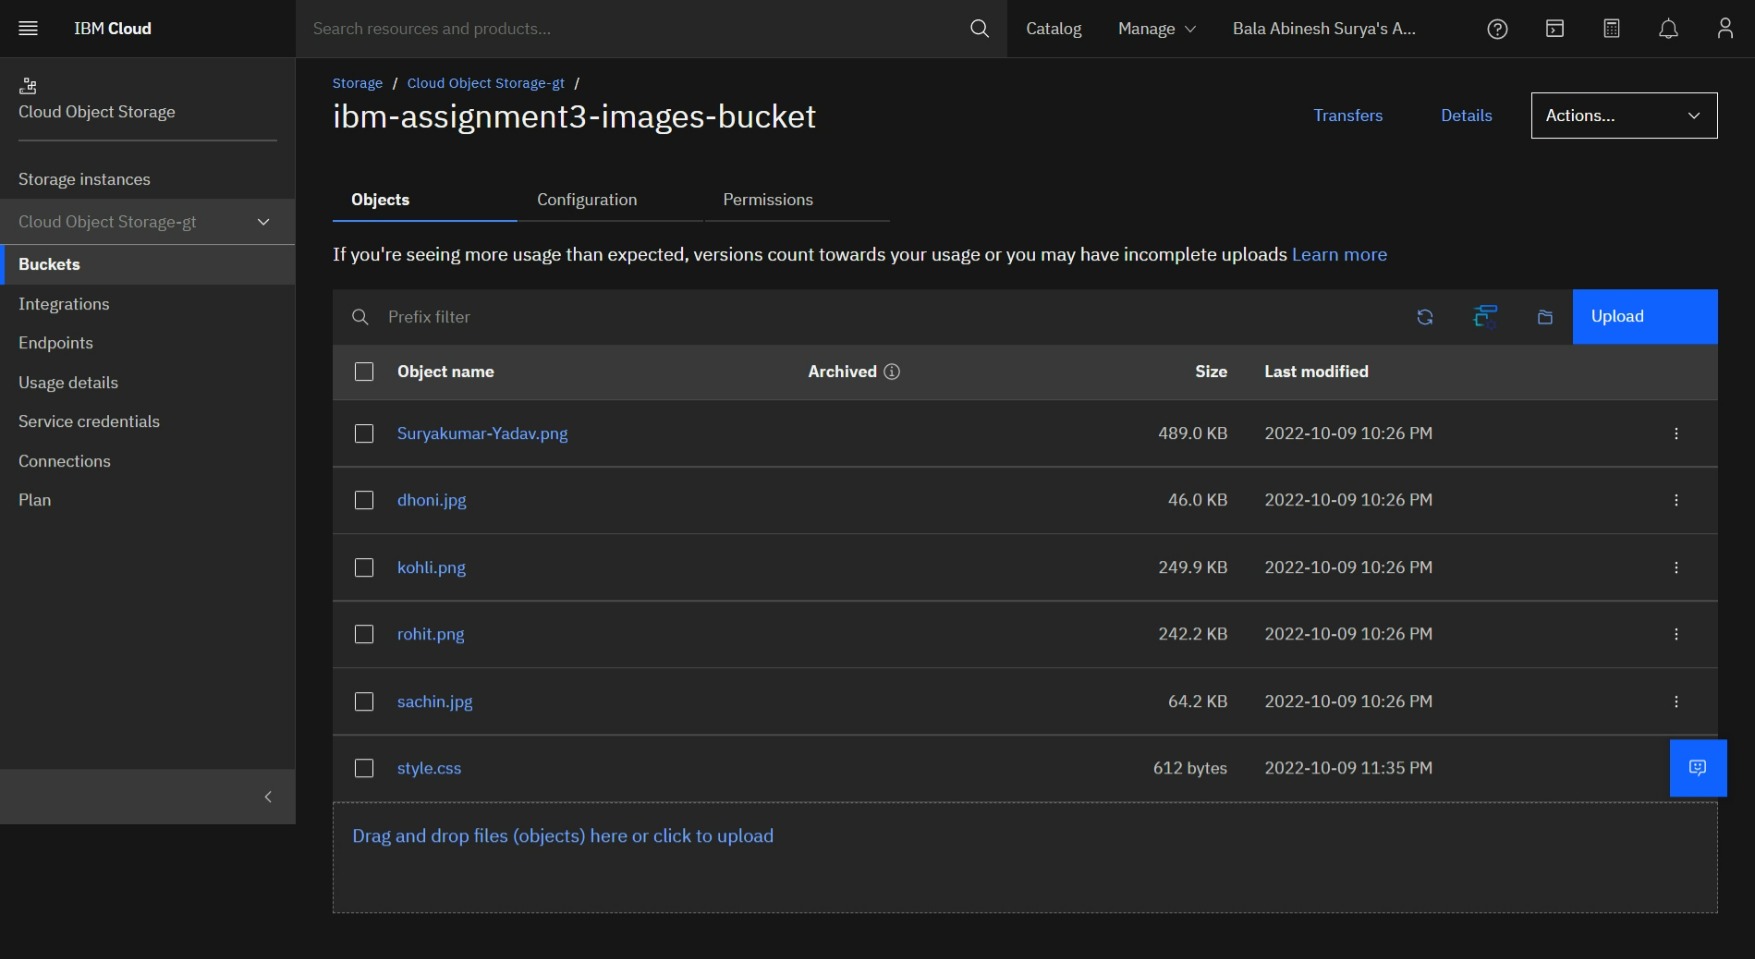 IBM Cloud
Search resources and products...
Catalog
Manage
Bala Abinesh Surya's A...
Cloud Object Storage
Storage instances
Cloud Object Storage-gt
Buckets
Integrations
Endpoints
Usage details
Service credentials
Connections
Plan
Storage / Cloud Object Storage-gt /
ibm-assignment3-images-bucket
Transfers
Details
Actions...
Objects
Configuration
Permissions
If you're seeing more usage than expected, versions count towards your usage or you may have incomplete uploads Learn more
Prefix filter
Upload
Object name Archived Size Last modified
Suryakumar-Yadav.png 489.0 KB 2022-10-09 10:26 PM
dhoni.jpg 46.0 KB 2022-10-09 10:26 PM
kohli.png 249.9 KB 2022-10-09 10:26 PM
rohit.png 242.2 KB 2022-10-09 10:26 PM
sachin.jpg 64.2 KB 2022-10-09 10:26 PM
style.css 612 bytes 2022-10-09 11:35 PM
Drag and drop files (objects) here or click to upload